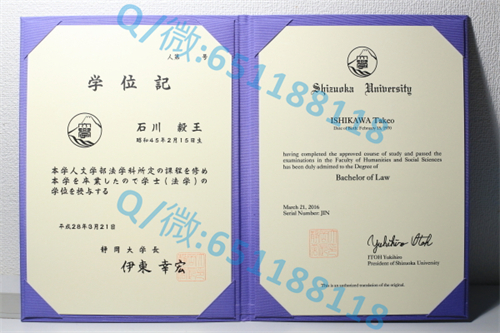 人第 号
学位記
石川 毅王
昭和45年2月15日生
本学人文学部法学科所定の課程を修め
本学を卒業したので学士（法学）の
学位を授与する
平成28年3月21日
静岡大学長
伊東 幸宏
Shizuoka University
ISHIKAWA Takeo
Date of Birth: February 15, 1970
having completed the approved course of study and passed the
examinations in the Faculty of Humanities and Social Sciences
has been duly admitted to the Degree of
Bachelor of Law
March 21, 2016
Serial Number: JIN
ITOH Yukihiro
President of Shizuoka University
This is an authorized translation of the original.
Q/微:651188118
Q/微:651188118